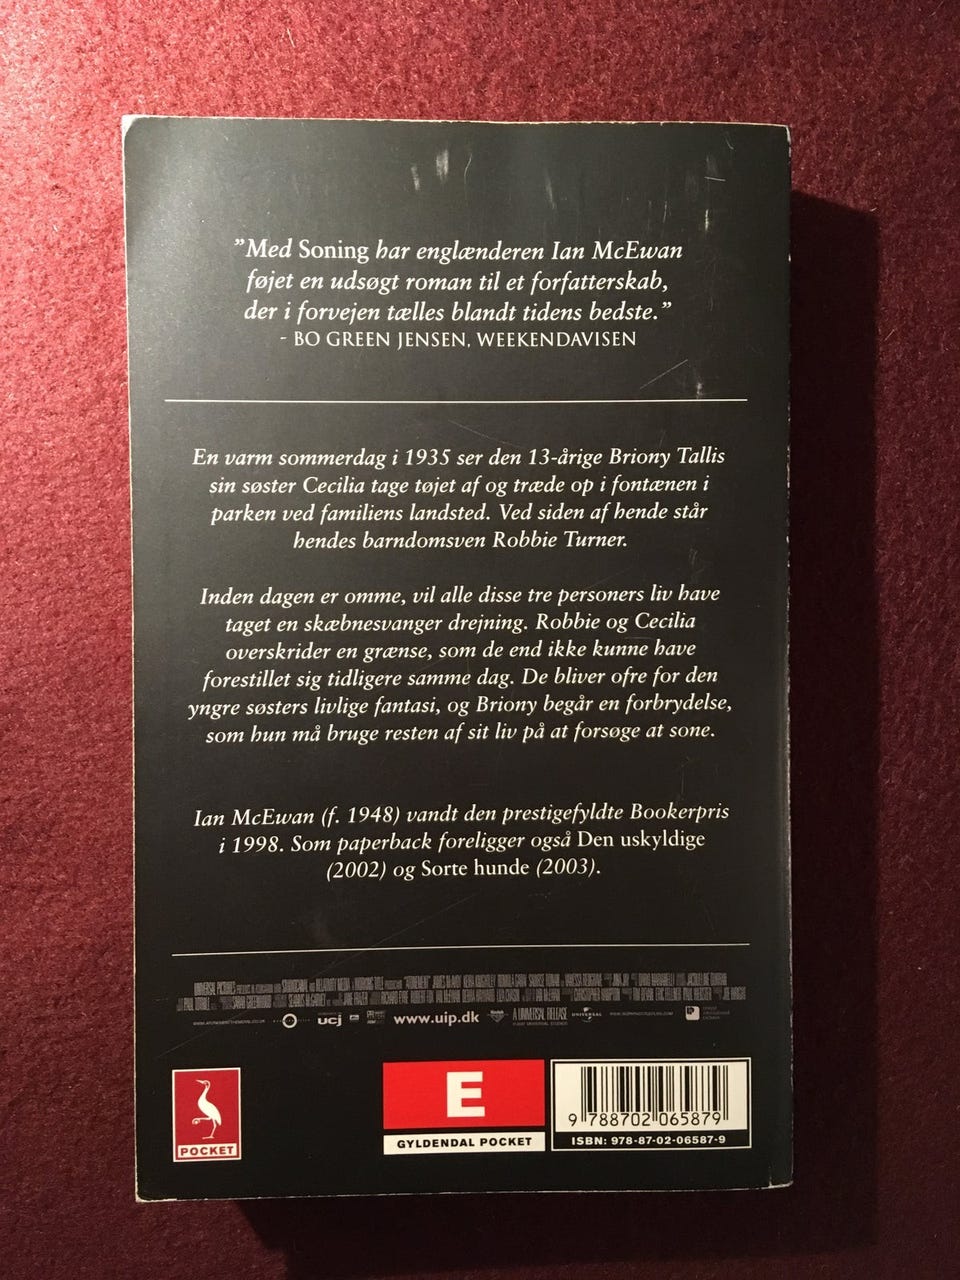 ”Med Soning har englænderen Ian McEwan
føjet en udsøgt roman til et forfatterskab,
der i forvejen tælles blandt tidens bedste.”
- BO GREEN JENSEN, WEEKENDAVISEN
En varm sommerdag i 1935 ser den 13-årige Briony Tallis
sin søster Cecilia tage tøjet af og træde op i fontænen i
parken ved familiens landsted. Ved siden af hende står
hendes barndomsven Robbie Turner.
Inden dagen er omme, vil alle disse tre personers liv have
taget en skæbnesvanger drejning. Robbie og Cecilia
overskrider en grænse, som de end ikke kunne have
forestillet sig tidligere samme dag. De bliver ofre for den
yngre søsters livlige fantasi, og Briony begår en forbrydelse,
som hun må bruge resten af sit liv på at forsøge at sone.
Ian McEwan (f. 1948) vandt den prestigefyldte Bookerpris
i 1998. Som paperback foreligger også Den uskyldige
(2002) og Sorte hunde (2003).
ucj www.uip.dk A UNIVERSAL RELEASE UNIVERSAL
POCKET
E
GYLDENDAL POCKET
9 788702 065879
ISBN: 978-87-02-06587-9